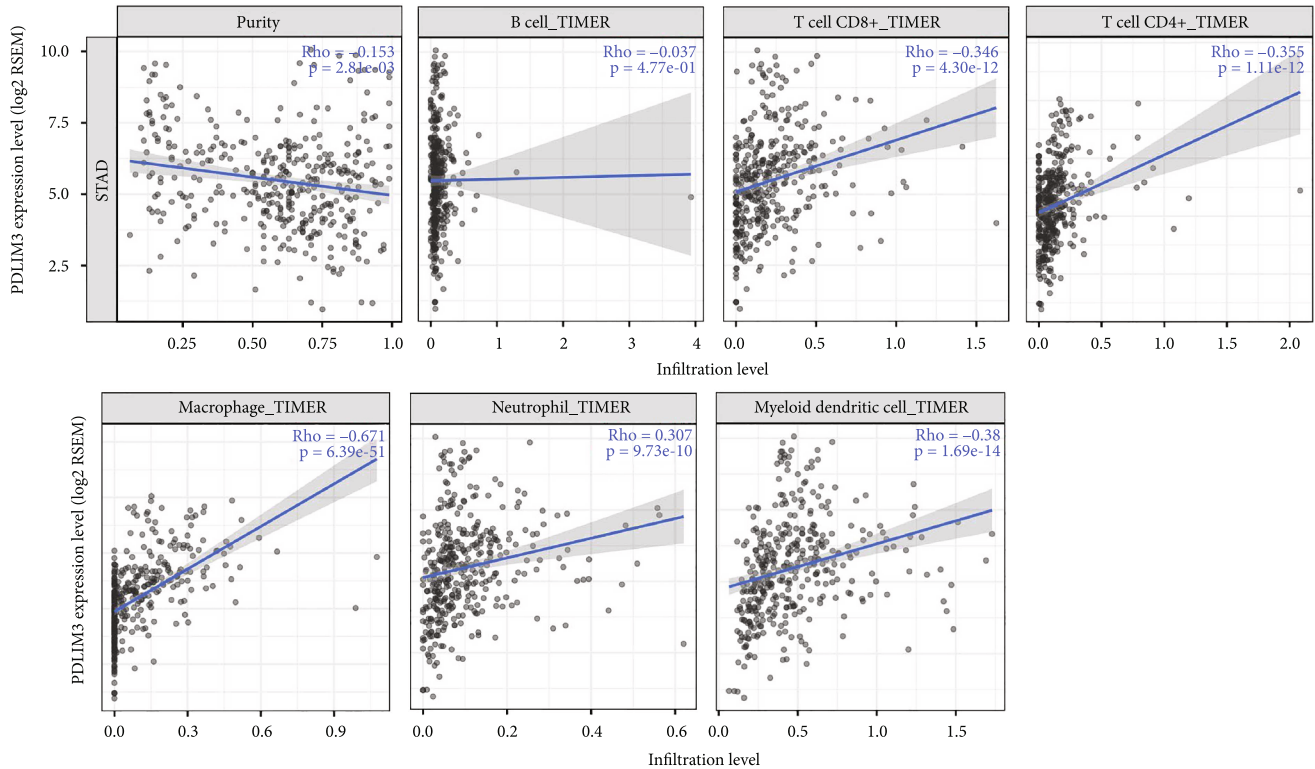 Purity
B cell_TIMER
T cell CD8+_TIMER
T cell CD4+_TIMER
PDLIM3 expression level (log2 RSEM)
STAD
10.0
7.5
5.0
2.5
Rho = –0.153
p = 2.81e-03
Rho = –0.037
p = 4.77e-01
Rho = –0.346
p = 4.30e-12
Rho = –0.355
p = 1.11e-12
0.25 0.50 0.75 1.0
0 1 2 3 4
0.0 0.5 1.0 1.5
0.0 0.5 1.0 1.5 2.0
Infiltration level
Macrophage_TIMER
Neutrophil_TIMER
Myeloid dendritic cell_TIMER
PDLIM3 expression level (log2 RSEM)
Rho = –0.671
p = 6.39e-51
Rho = 0.307
p = 9.73e-10
Rho = –0.38
p = 1.69e-14
0.0 0.3 0.6 0.9
0.0 0.2 0.4 0.6
0.0 0.5 1.0 1.5
Infiltration level